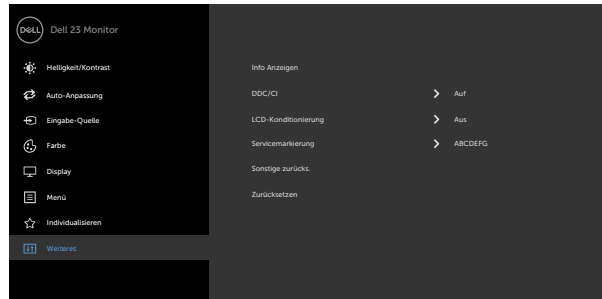 DELL Dell 23 Monitor
Helligkeit/Kontrast Info Anzeigen
Auto-Anpassung DDC/CI Auf
Eingabe-Quelle LCD-Konditionierung Aus
Farbe Servicemarkierung ABCDEFG
Display Sonstige zurücks.
Menü Zurücksetzen
Individualisieren
Weiteres